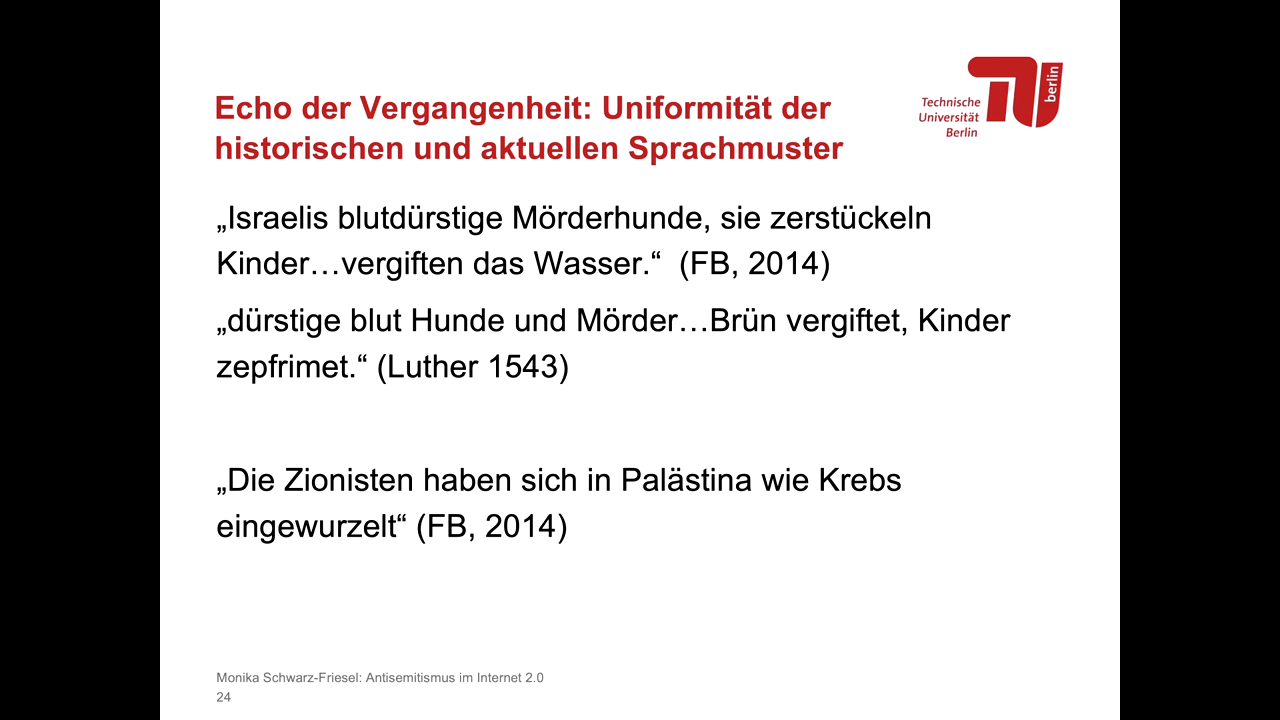 Echo der Vergangenheit: Uniformität der
historischen und aktuellen Sprachmuster
Technische
Universität
Berlin
berlin
„Israelis blutdürstige Mörderhunde, sie zerstückeln
Kinder…vergiften das Wasser.“ (FB, 2014)
„dürstige blut Hunde und Mörder…Brün vergiftet, Kinder
zepfrimet.“ (Luther 1543)
„Die Zionisten haben sich in Palästina wie Krebs
eingewurzelt“ (FB, 2014)
Monika Schwarz-Friesel: Antisemitismus im Internet 2.0
24